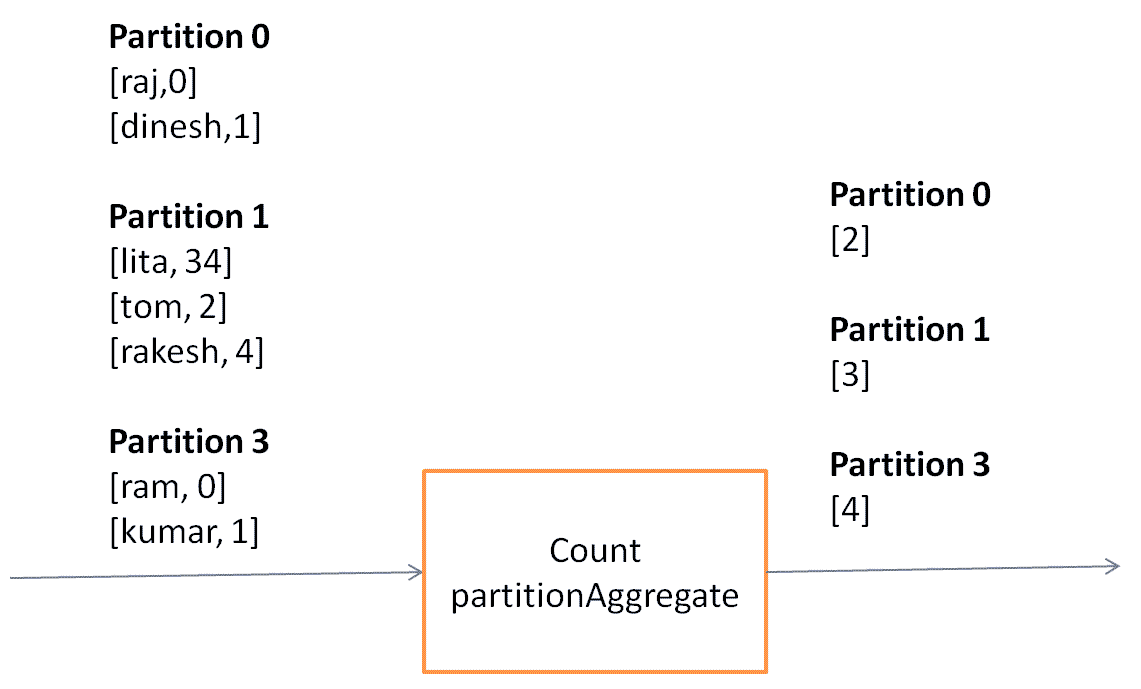 Partition 0
[raj,0]
[dinesh,1]
Partition 1
[lita, 34]
[tom, 2]
[rakesh, 4]
Partition 3
[ram, 0]
[kumar, 1]
Count
partitionAggregate
Partition 0
[2]
Partition 1
[3]
Partition 3
[4]